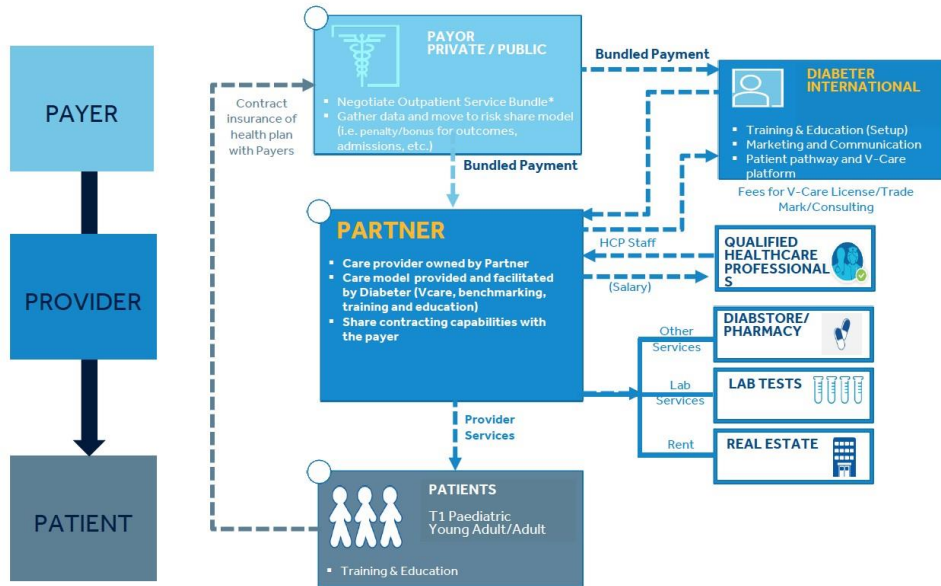 PAYER
PROVIDER
PATIENT
Contract
insurance of
health plan
with Payers
PAYOR
PRIVATE / PUBLIC
▪ Negotiate Outpatient Service Bundle*
▪ Gather data and move to risk share model
(i.e. penalty/bonus for outcomes,
admissions, etc.)
Bundled Payment
Bundled Payment
DIABETER
INTERNATIONAL
▪ Training & Education (Setup)
▪ Marketing and Communication
▪ Patient pathway and V-Care
platform
Fees for V-Care License/Trade
Mark/Consulting
PARTNER
▪ Care provider owned by Partner
▪ Care model provided and facilitated
by Diabeter (Vcare, benchmarking,
training and education)
▪ Share contracting capabilities with
the payer
HCP Staff
(Salary)
QUALIFIED
HEALTHCARE
PROFESSIONAL
S
Other
Services
DIABSTORE/
PHARMACY
Lab
Services
LAB TESTS
Rent
REAL ESTATE
Provider
Services
PATIENTS
T1 Paediatric
Young Adult/Adult
▪ Training & Education